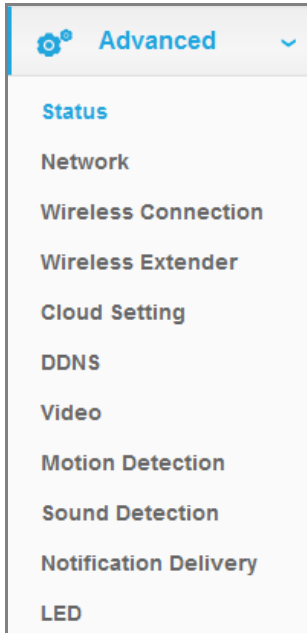 Advanced
Status
Network
Wireless Connection
Wireless Extender
Cloud Setting
DDNS
Video
Motion Detection
Sound Detection
Notification Delivery
LED